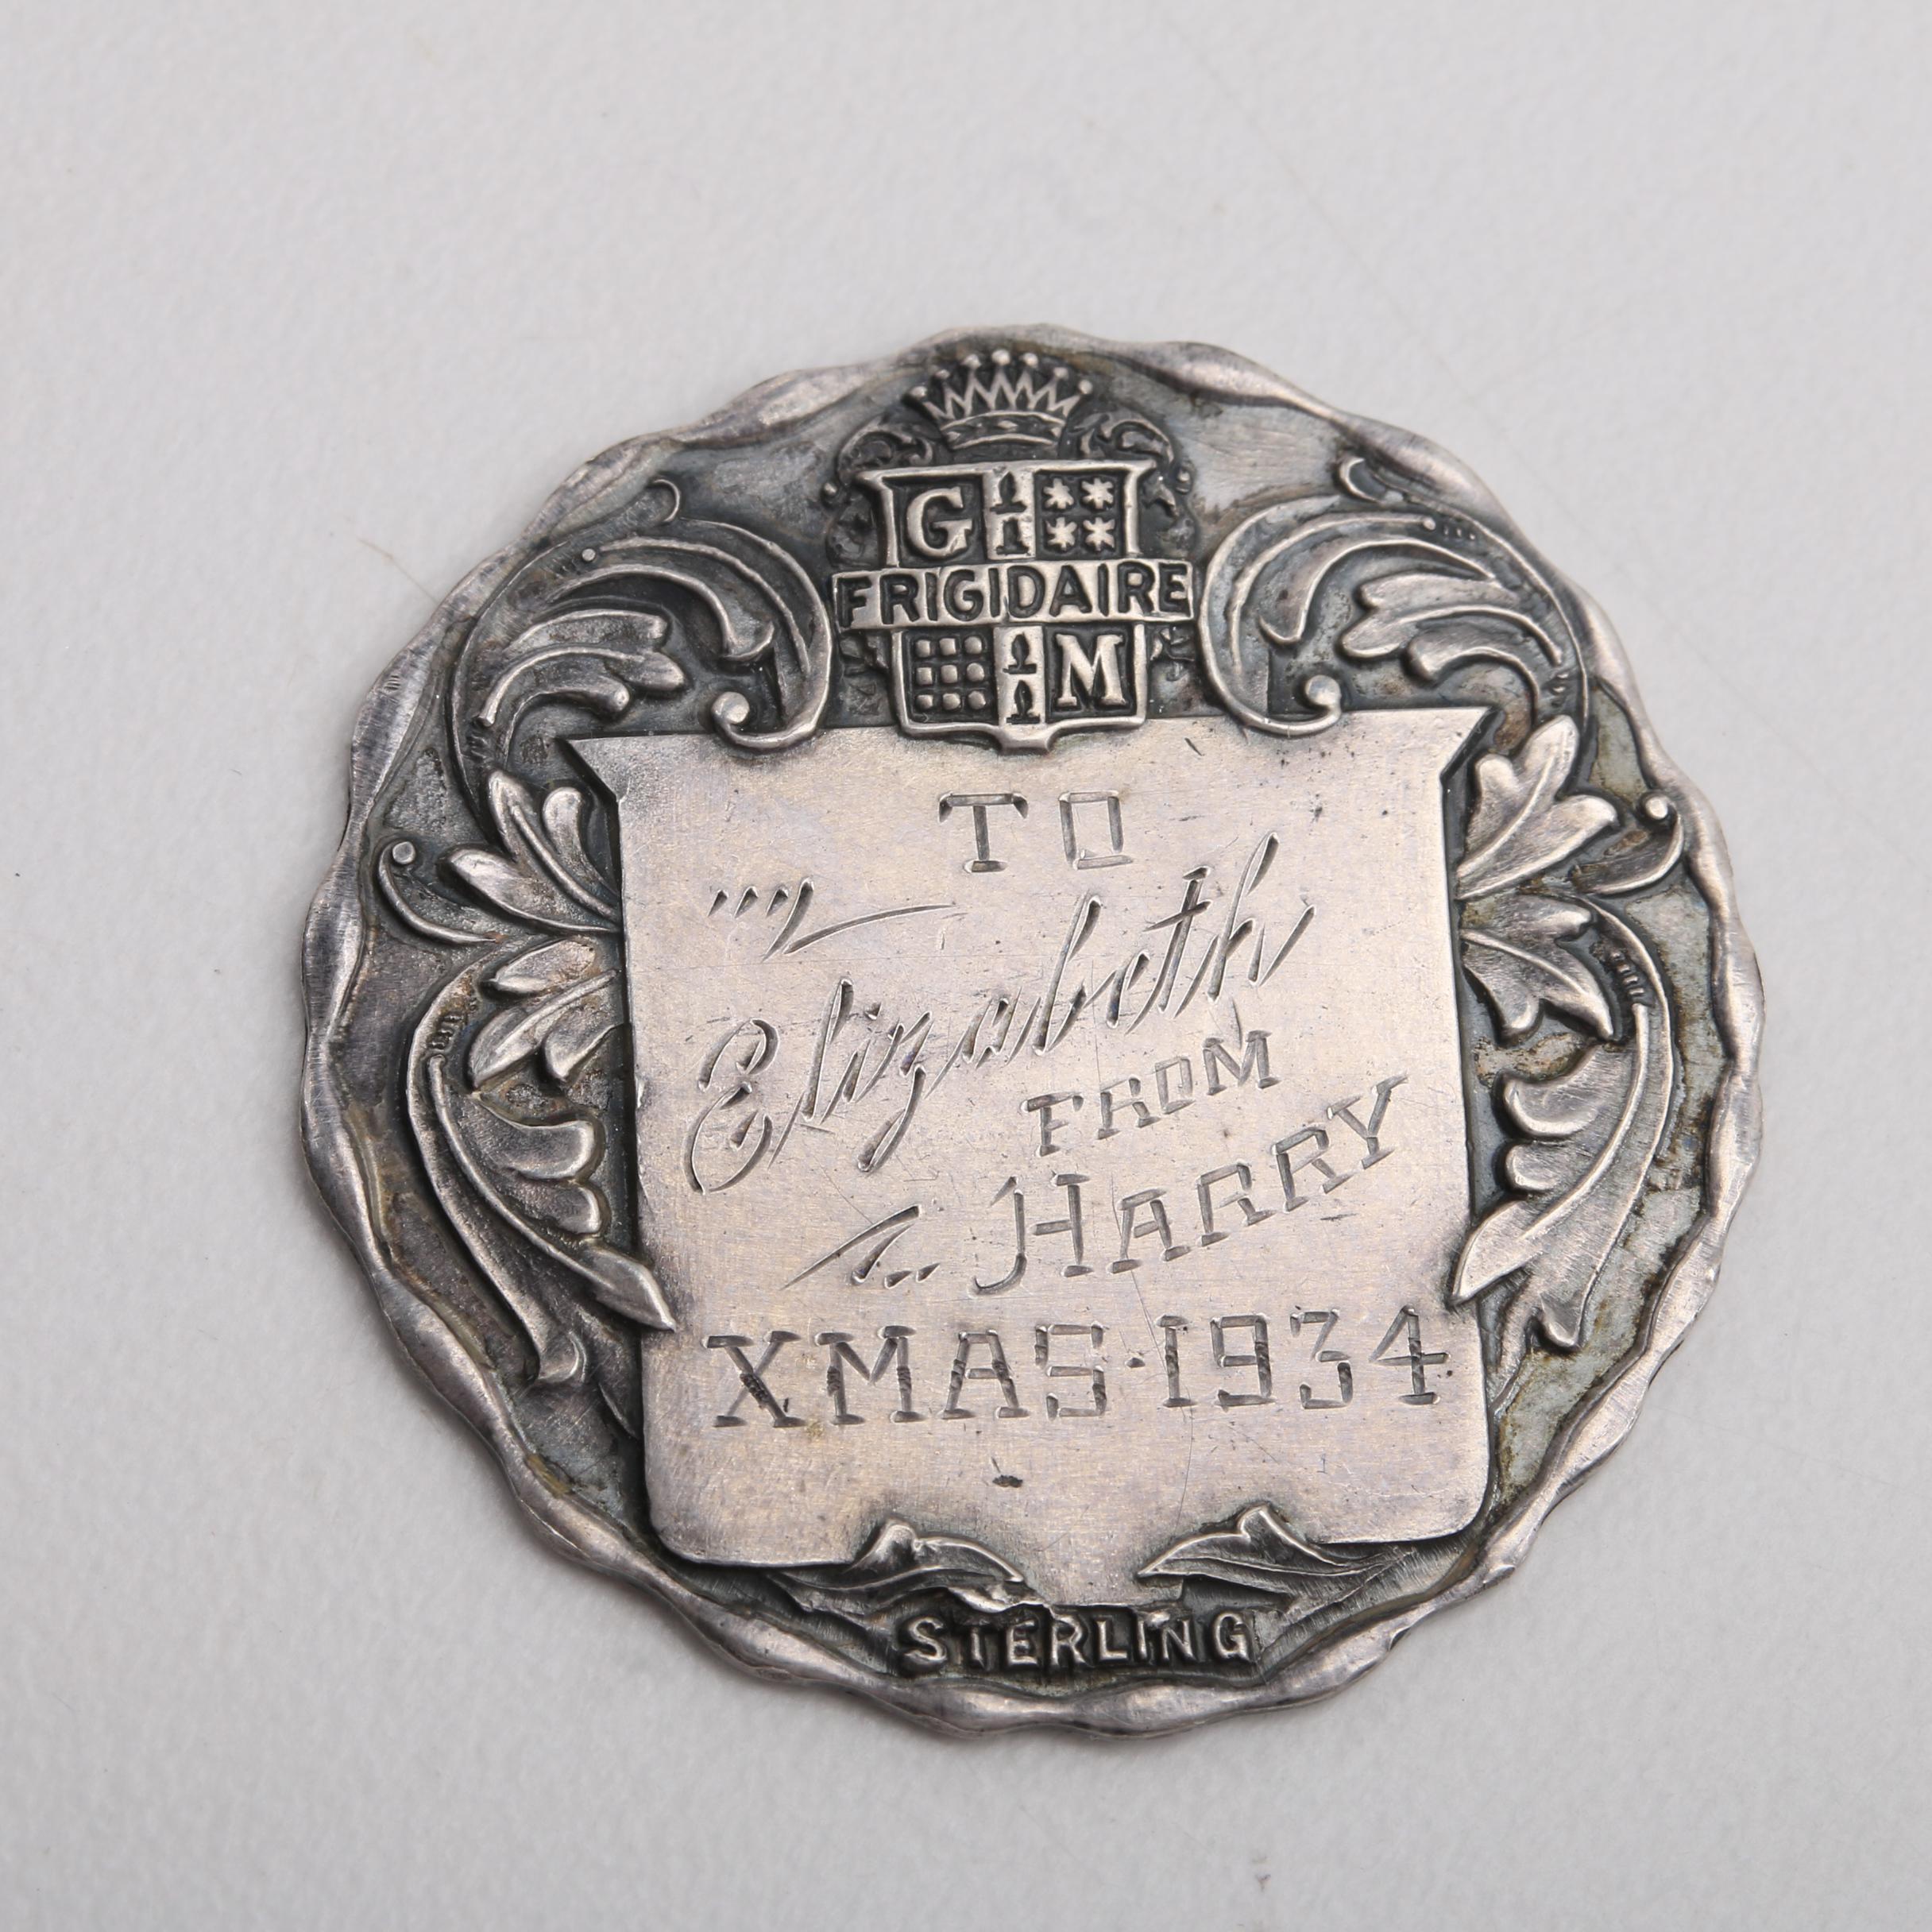 G
FRIGIDAIRE
M
TO
Elizabeth
FROM
HARRY
XMAS·1934
STERLING